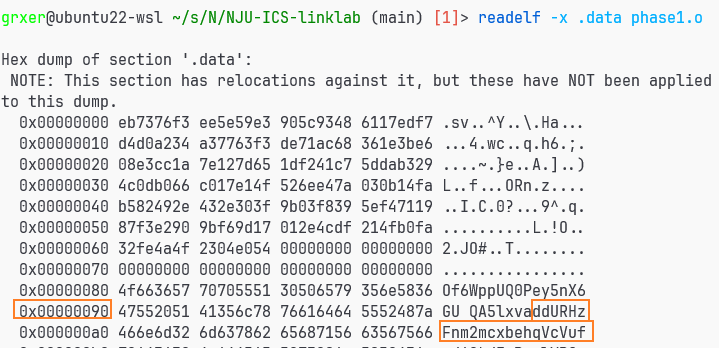 grxer@ubuntu22-wsl ~/s/N/NJU-ICS-linklab (main) [1]> readelf -x .data phase1.o
Hex dump of section '.data':
NOTE: This section has relocations against it, but these have NOT been applied
to this dump.
0x00000000 eb7376f3 ee5e59e3 905c9348 6117edf7 .sv..^Y..\.Ha...
0x00000010 d4d0a234 a37763f3 de71ac68 361e3be6 ...4.wc..q.h6.;.
0x00000020 08e3cc1a 7e127d65 1df241c7 5ddab329 ....~.}e..A.]..)
0x00000030 4c0db066 c017e14f 526ee47a 030b14fa L..f...ORn.z....
0x00000040 b582492e 432e303f 9b03f839 5ef47119 ..I.C.0?...9^.q.
0x00000050 87f3e290 9bf69d17 012e4cdf 214fb0fa ..........L.!O..
0x00000060 32fe4a4f 2304e054 00000000 00000000 2.JO#..T........
0x00000070 00000000 00000000 00000000 00000000 ................
0x00000080 4f663657 70705551 30506579 356e5836 Of6WppUQ0Pey5nX6
0x00000090 47552051 41356c78 76616464 5552487a GU QA5lxvaddURHz
0x000000a0 466e6d32 6d637862 65687156 63567566 Fnm2mcxbehqVcVuf